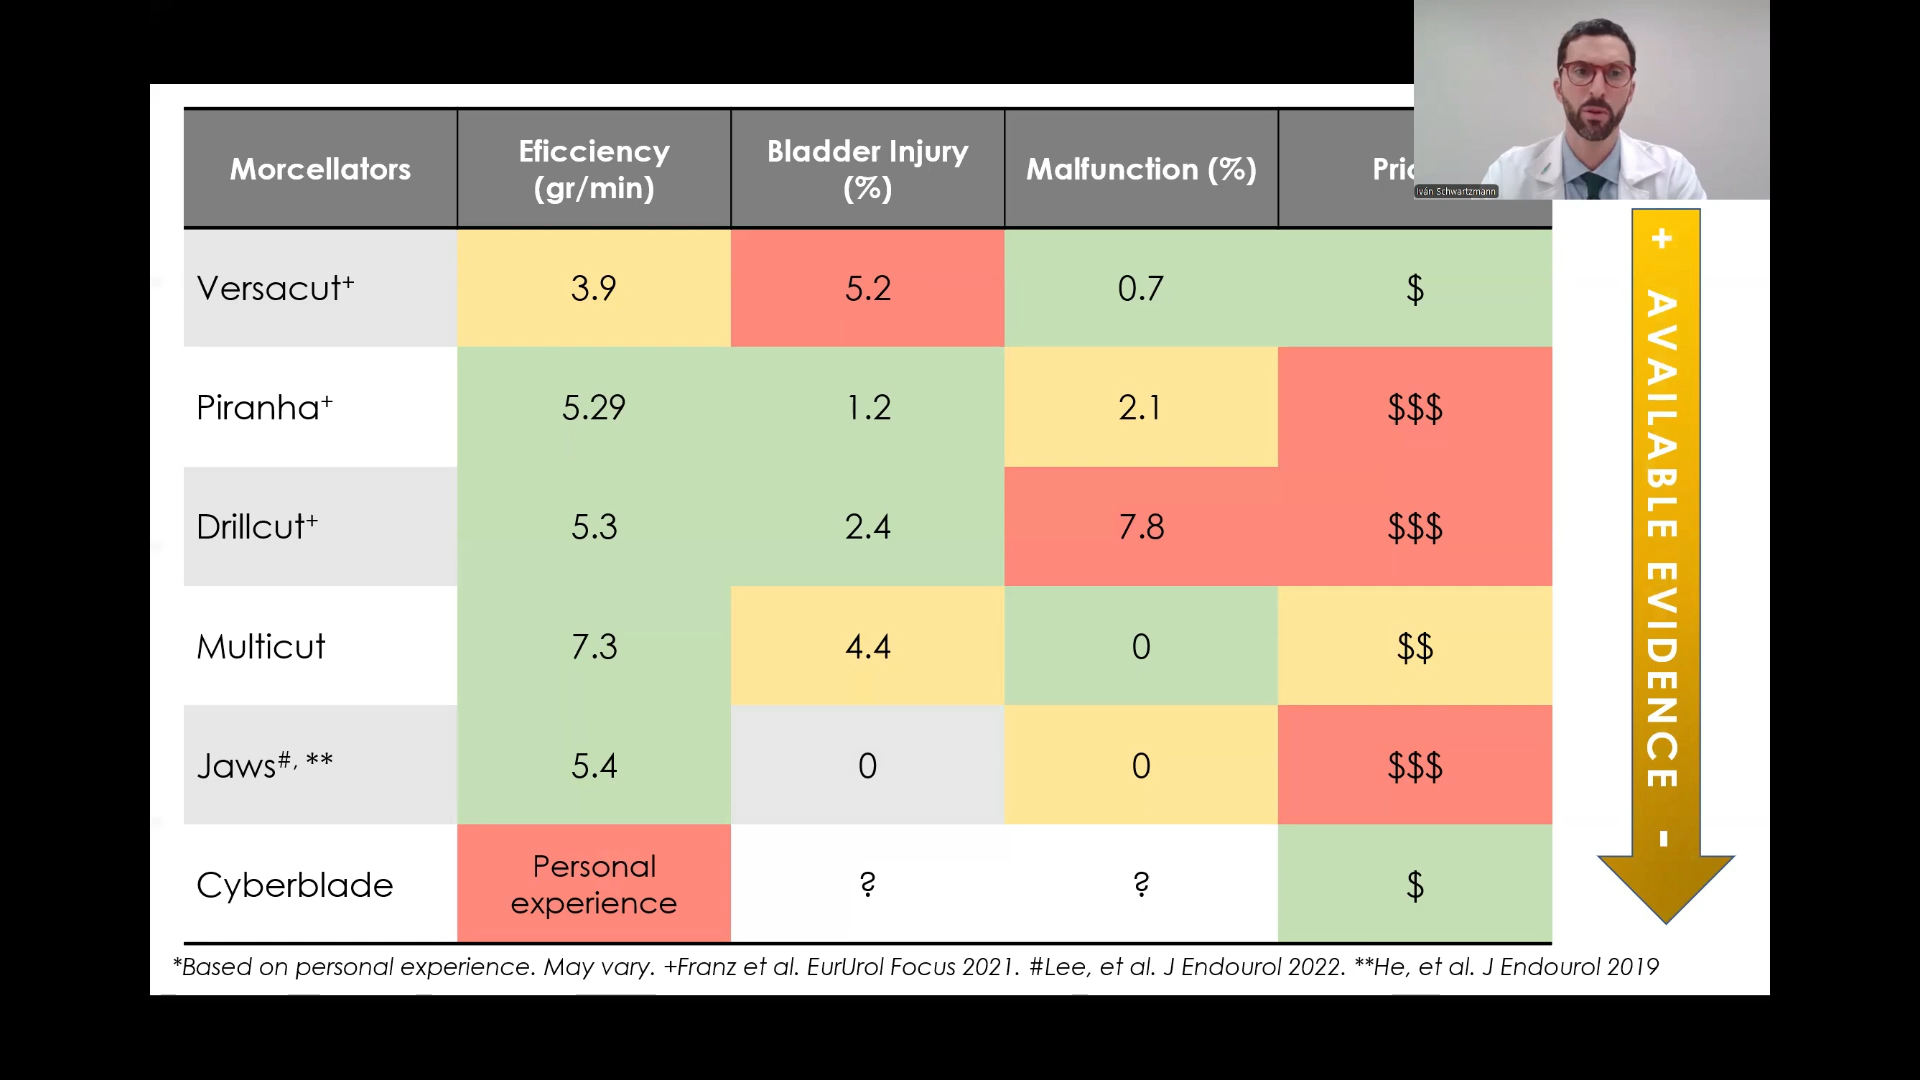 Morcellators
Eficciency
(gr/min)
Bladder Injury
(%)
Malfunction (%)
Iván Schwartzmann
Versacut+
3.9
5.2
0.7
$
Piranha+
5.29
1.2
2.1
$$$
Drillcut+
5.3
2.4
7.8
$$$
Multicut
7.3
4.4
0
$$
Jaws#, **
5.4
0
0
$$$
Cyberblade
Personal
experience
?
?
$
+ AVAILABLE EVIDENCE -
*Based on personal experience. May vary. +Franz et al. EurUrol Focus 2021. #Lee, et al. J Endourol 2022. **He, et al. J Endourol 2019